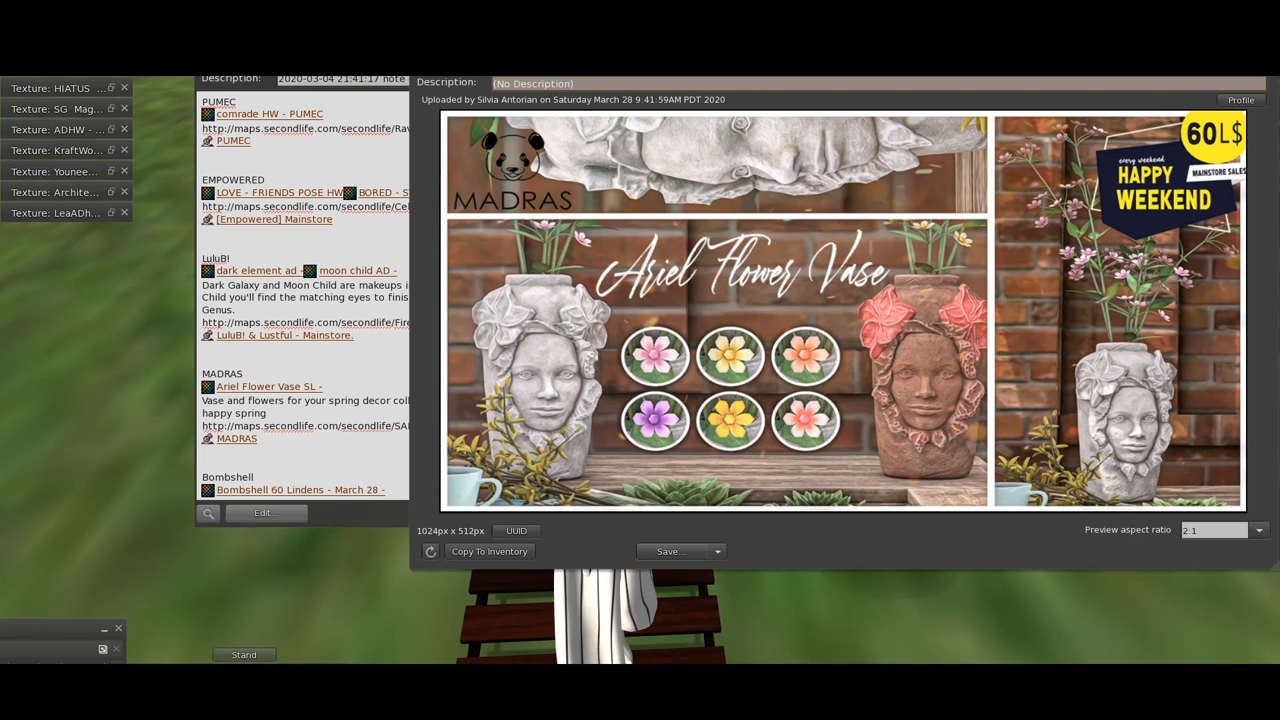 Texture: HIATUS ...
Texture: SG Mag...
Texture: ADHW - ...
Texture: KraftWo...
Texture: Younee...
Texture: Archite...
Texture: LeaADh...
Description: 2020-03-04 21:41:17 note
PUMEC
comrade HW - PUMEC
http://maps.secondlife.com/secondlife/Rav
PUMEC
EMPOWERED
LOVE - FRIENDS POSE HW BORED - S
http://maps.secondlife.com/secondlife/Cel
[Empowered] Mainstore
LuluB!
dark element ad - moon child AD -
Dark Galaxy and Moon Child are makeups i
Child you'll find the matching eyes to finis
Genus.
http://maps.secondlife.com/secondlife/Fire
LuluB! & Lustful - Mainstore.
MADRAS
Ariel Flower Vase SL -
Vase and flowers for your spring decor coll
happy spring
http://maps.secondlife.com/secondlife/SAI
MADRAS
Bombshell
Bombshell 60 Lindens - March 28 -
Edit...
Description: (No Description)
Uploaded by Silvia Antorian on Saturday March 28 9:41:59AM PDT 2020
Profile
MADRAS
Ariel Flower Vase
60L$
every weekend
HAPPY
WEEKEND
MAINSTORE SALES
1024px x 512px
UUID
Preview aspect ratio
2:1
Copy To Inventory
Save...
Stand